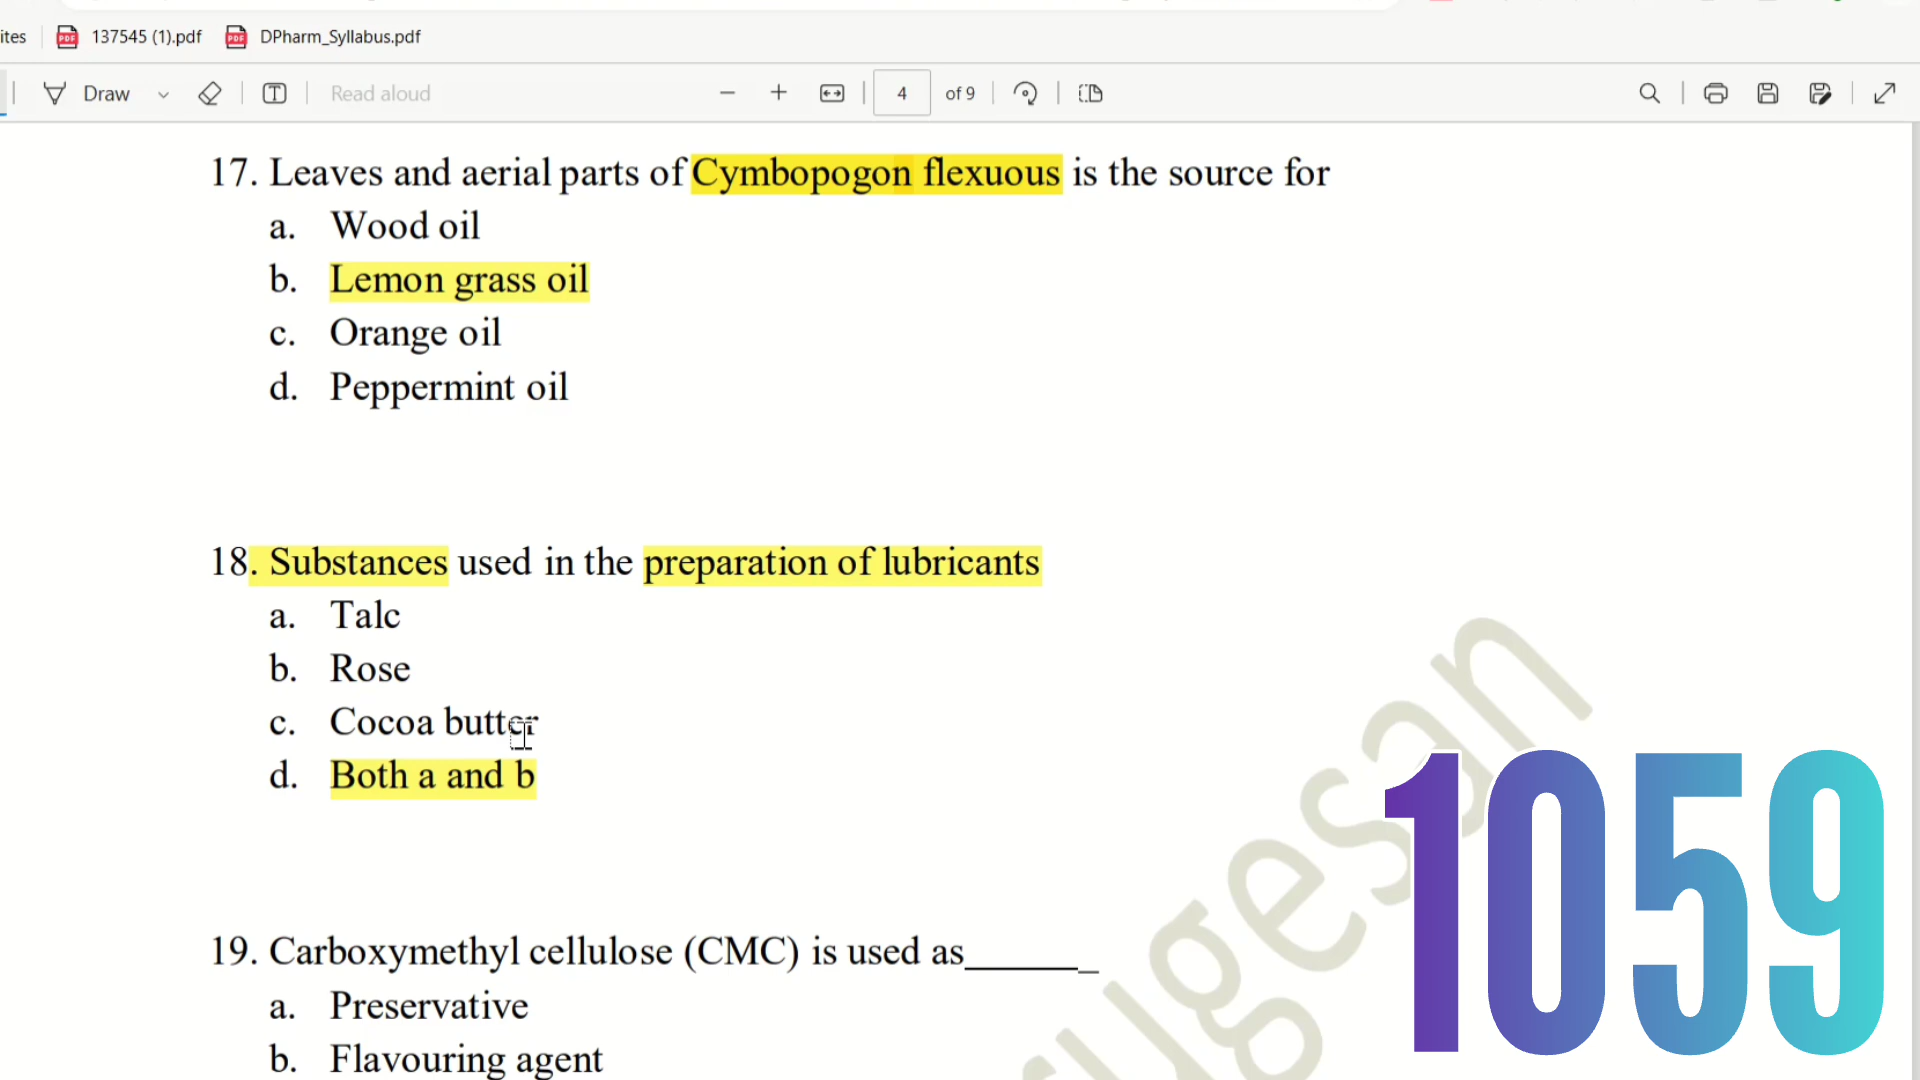 ites 137545 (1).pdf DPharm_Syllabus.pdf
Draw Read aloud 4 of 9
17. Leaves and aerial parts of Cymbopogon flexuous is the source for
a. Wood oil
b. Lemon grass oil
c. Orange oil
d. Peppermint oil
18. Substances used in the preparation of lubricants
a. Talc
b. Rose
c. Cocoa butter
d. Both a and b
19. Carboxymethyl cellulose (CMC) is used as_______
a. Preservative
b. Flavouring agent
ugesan
1059